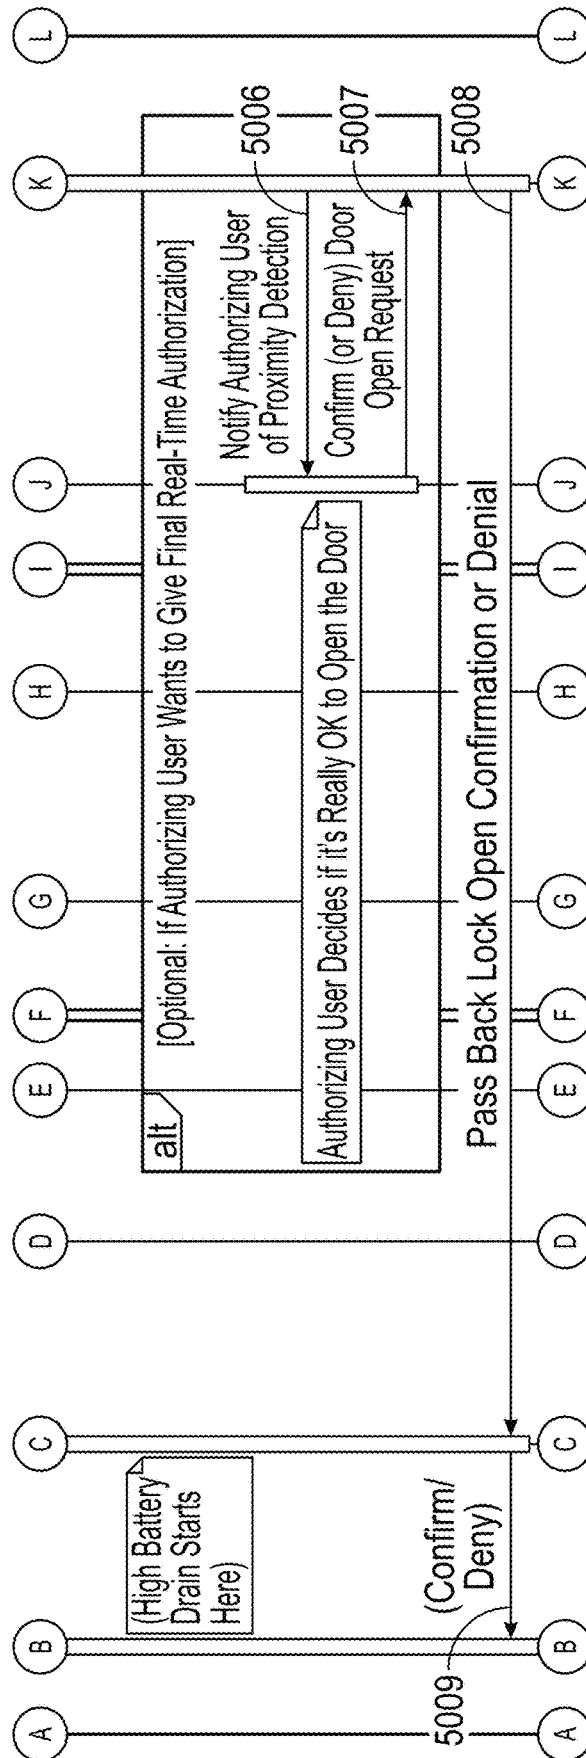 A
B
C
D
E
F
G
H
I
J
K
L
alt
[Optional: If Authorizing User Wants to Give Final Real-Time Authorization]
(High Battery
Drain Starts
Here)
Notify Authorizing User
of Proximity Detection
5006
Authorizing User Decides if it's Really OK to Open the Door
Confirm (or Deny) Door
Open Request
5007
Pass Back Lock Open Confirmation or Denial
5008
(Confirm/
Deny)
5009
A
B
C
D
E
F
G
H
I
J
K
L